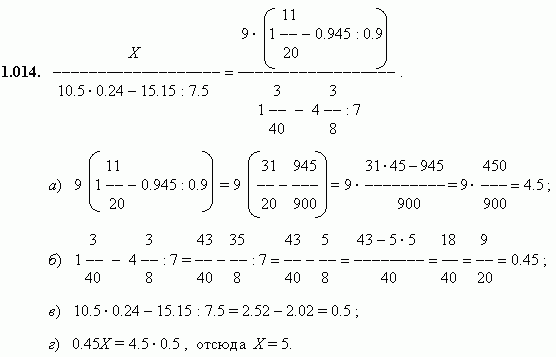 1.014. X / (10.5 · 0.24 − 15.15 : 7.5) = 9 · (1 11/20 − 0.945 : 0.9) / (1 3/40 − 4 3/8 : 7) .
а) 9 (1 11/20 − 0.945 : 0.9) = 9 (31/20 − 945/900) = 9 · (31 · 45 − 945)/900 = 9 · 450/900 = 4.5 ;
б) 1 3/40 − 4 3/8 : 7 = 43/40 − 35/8 : 7 = 43/40 − 5/8 = (43 − 5 · 5)/40 = 18/40 = 9/20 = 0.45 ;
в) 10.5 · 0.24 − 15.15 : 7.5 = 2.52 − 2.02 = 0.5 ;
г) 0.45X = 4.5 · 0.5 , отсюда X = 5.